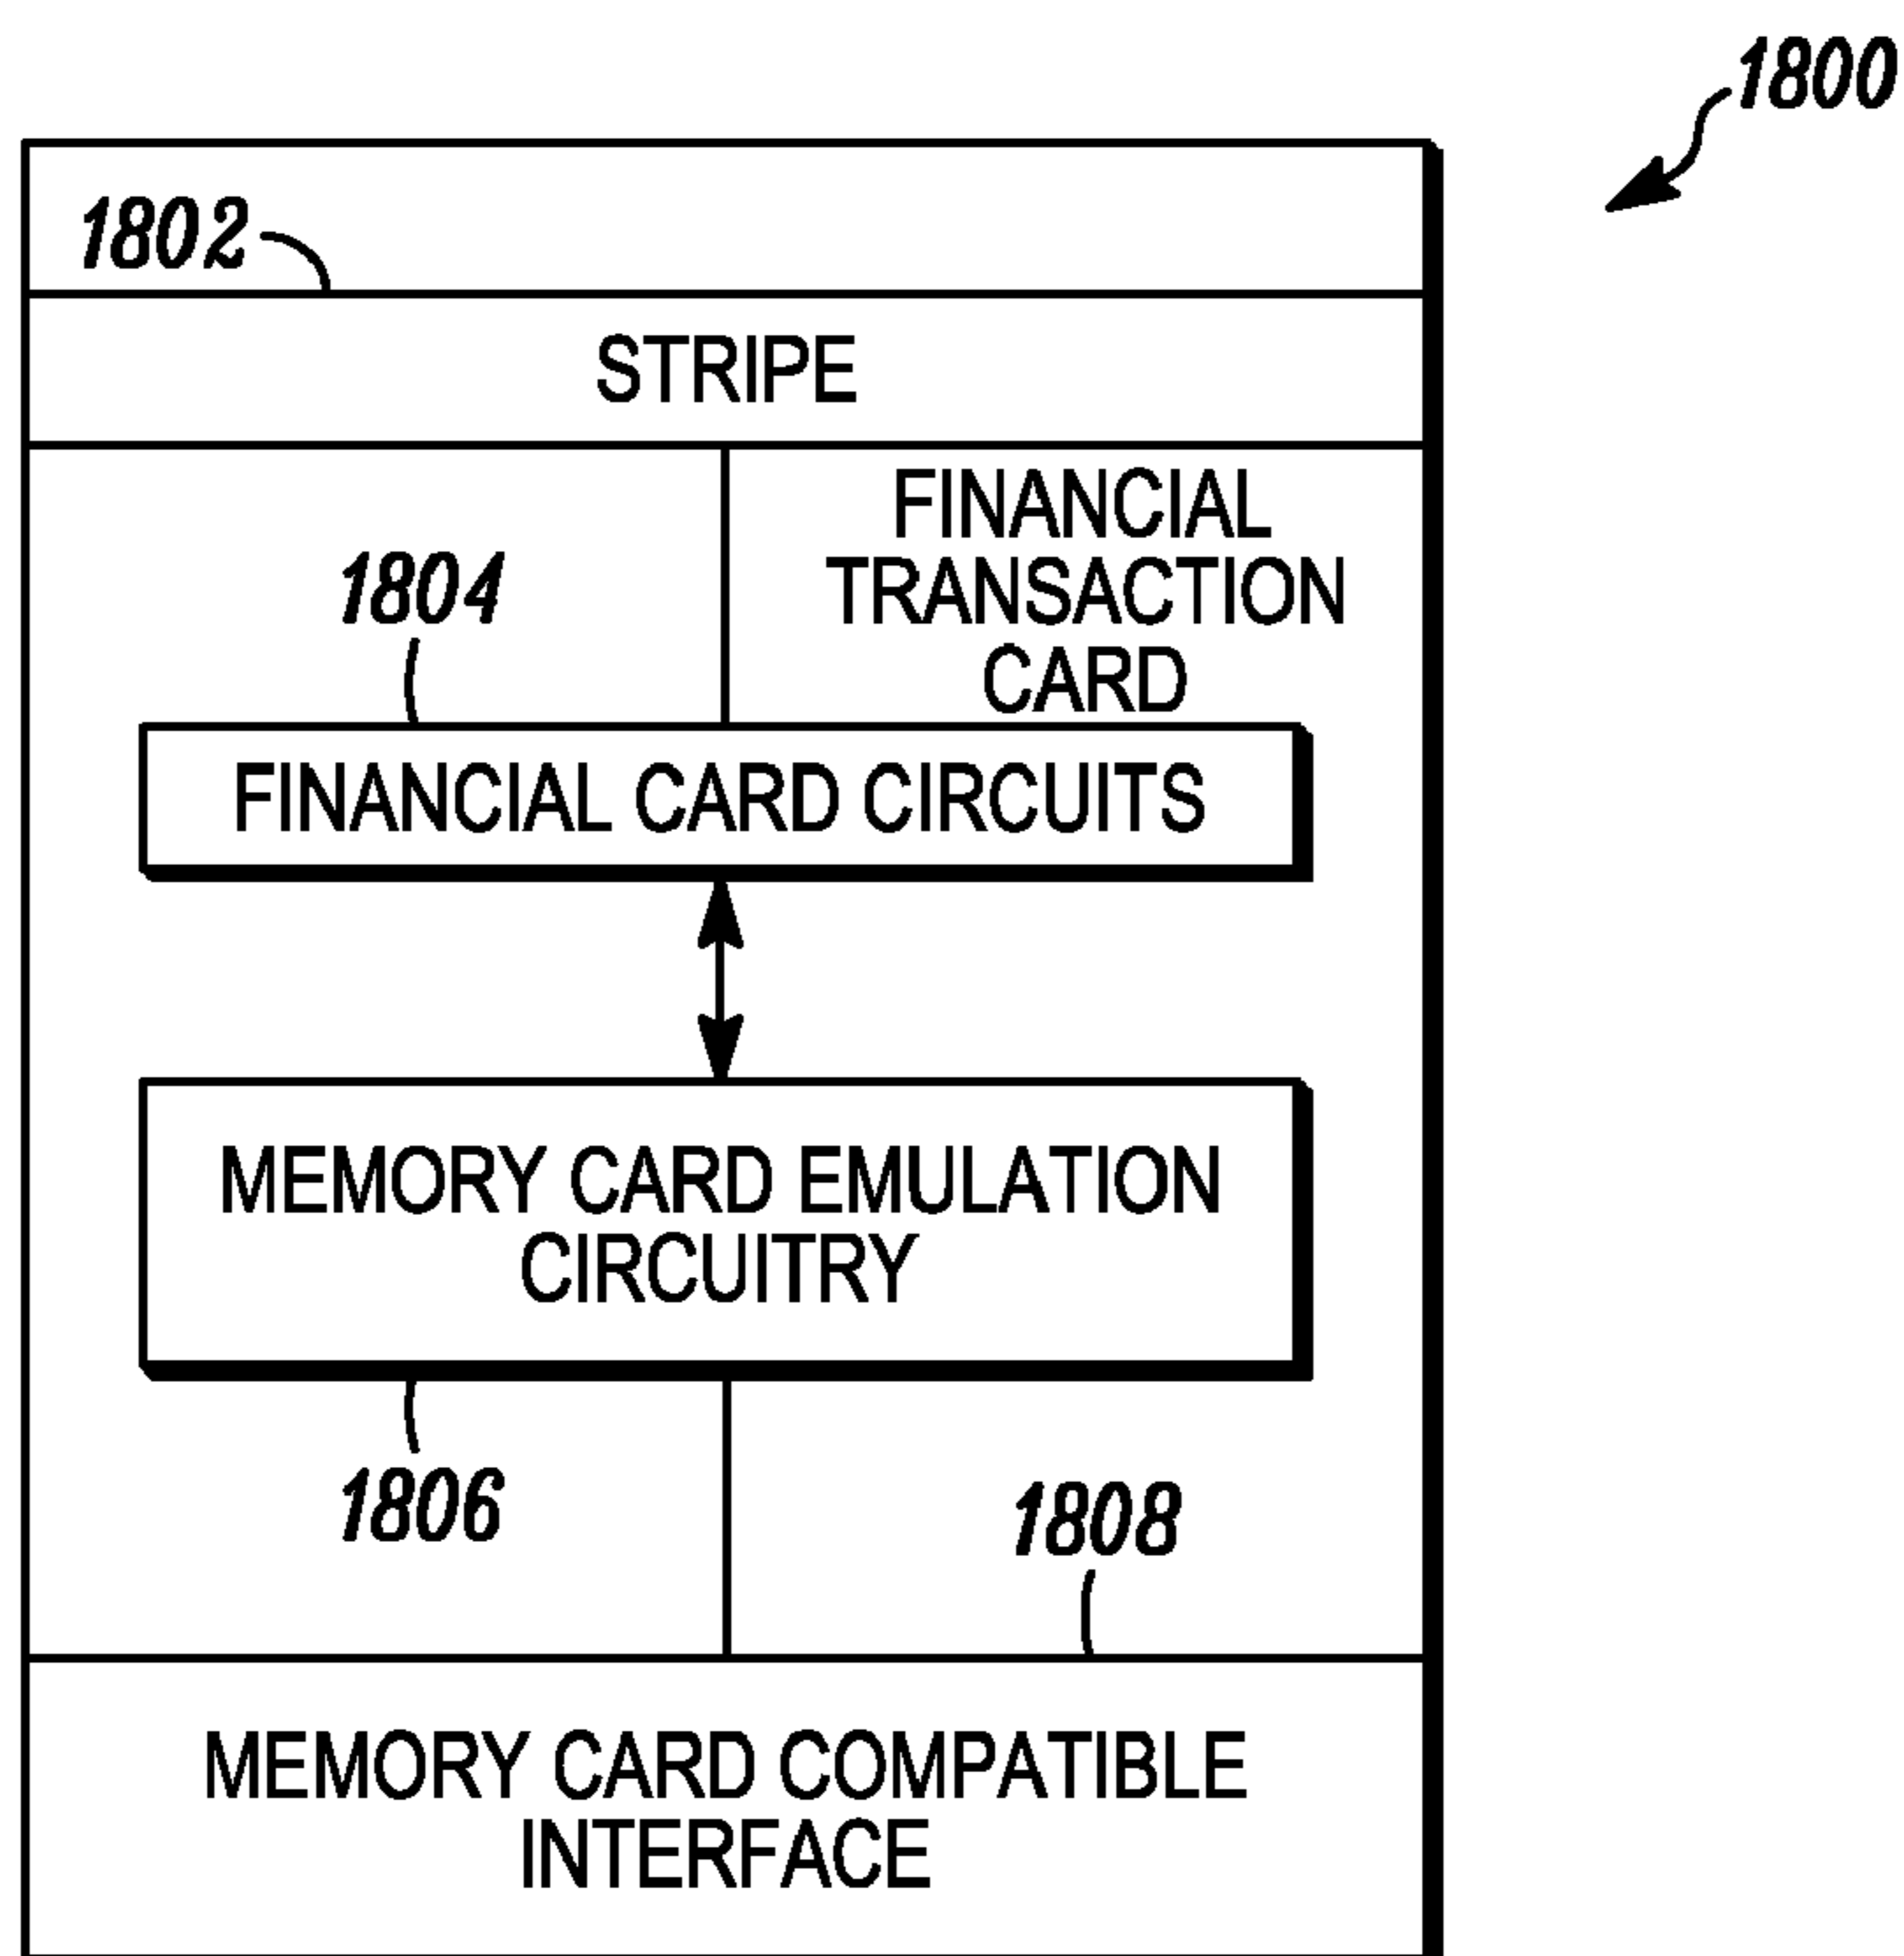 1800
1802
STRIPE
FINANCIAL
TRANSACTION
CARD
1804
FINANCIAL CARD CIRCUITS
MEMORY CARD EMULATION
CIRCUITRY
1806
1808
MEMORY CARD COMPATIBLE
INTERFACE